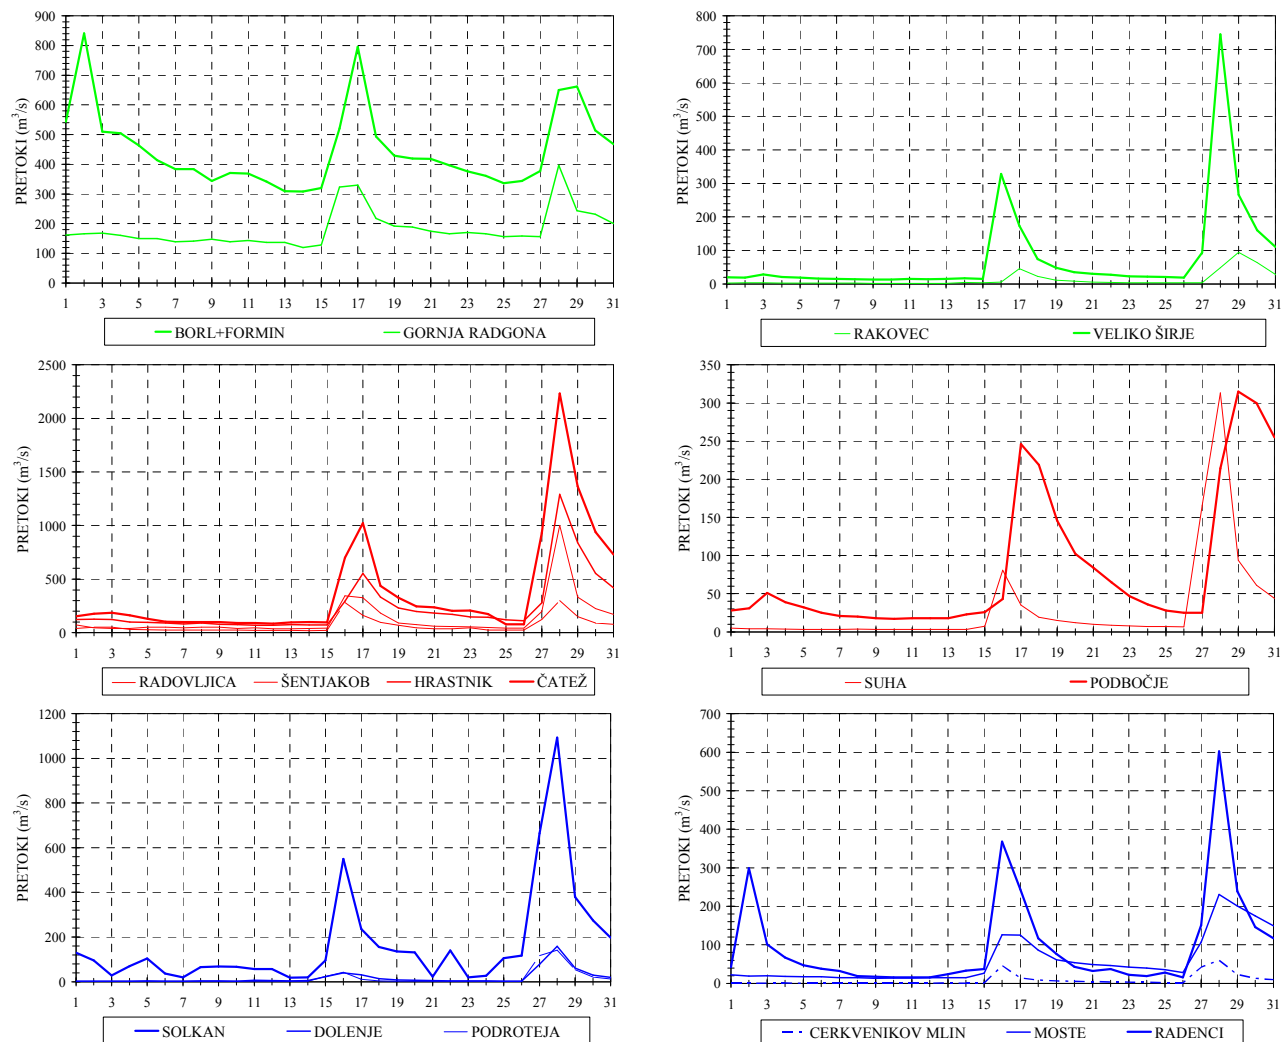 PRETOKI (m³/s)
900
800
700
600
500
400
300
200
100
0
1 3 5 7 9 11 13 15 17 19 21 23 25 27 29 31
BORL+FORMIN GORNJA RADGONA
PRETOKI (m³/s)
800
700
600
500
400
300
200
100
0
1 3 5 7 9 11 13 15 17 19 21 23 25 27 29 31
RAKOVEC VELIKO ŠIRJE
PRETOKI (m³/s)
2500
2000
1500
1000
500
0
1 3 5 7 9 11 13 15 17 19 21 23 25 27 29 31
RADOVLJICA ŠENTJAKOB HRASTNIK ČATEŽ
PRETOKI (m³/s)
350
300
250
200
150
100
50
0
1 3 5 7 9 11 13 15 17 19 21 23 25 27 29 31
SUHA PODBOČJE
PRETOKI (m³/s)
1200
1000
800
600
400
200
0
1 3 5 7 9 11 13 15 17 19 21 23 25 27 29 31
SOLKAN DOLENJE PODROTEJA
PRETOKI (m³/s)
700
600
500
400
300
200
100
0
1 3 5 7 9 11 13 15 17 19 21 23 25 27 29 31
CERKVENIKOV MLIN MOSTE RADENCI